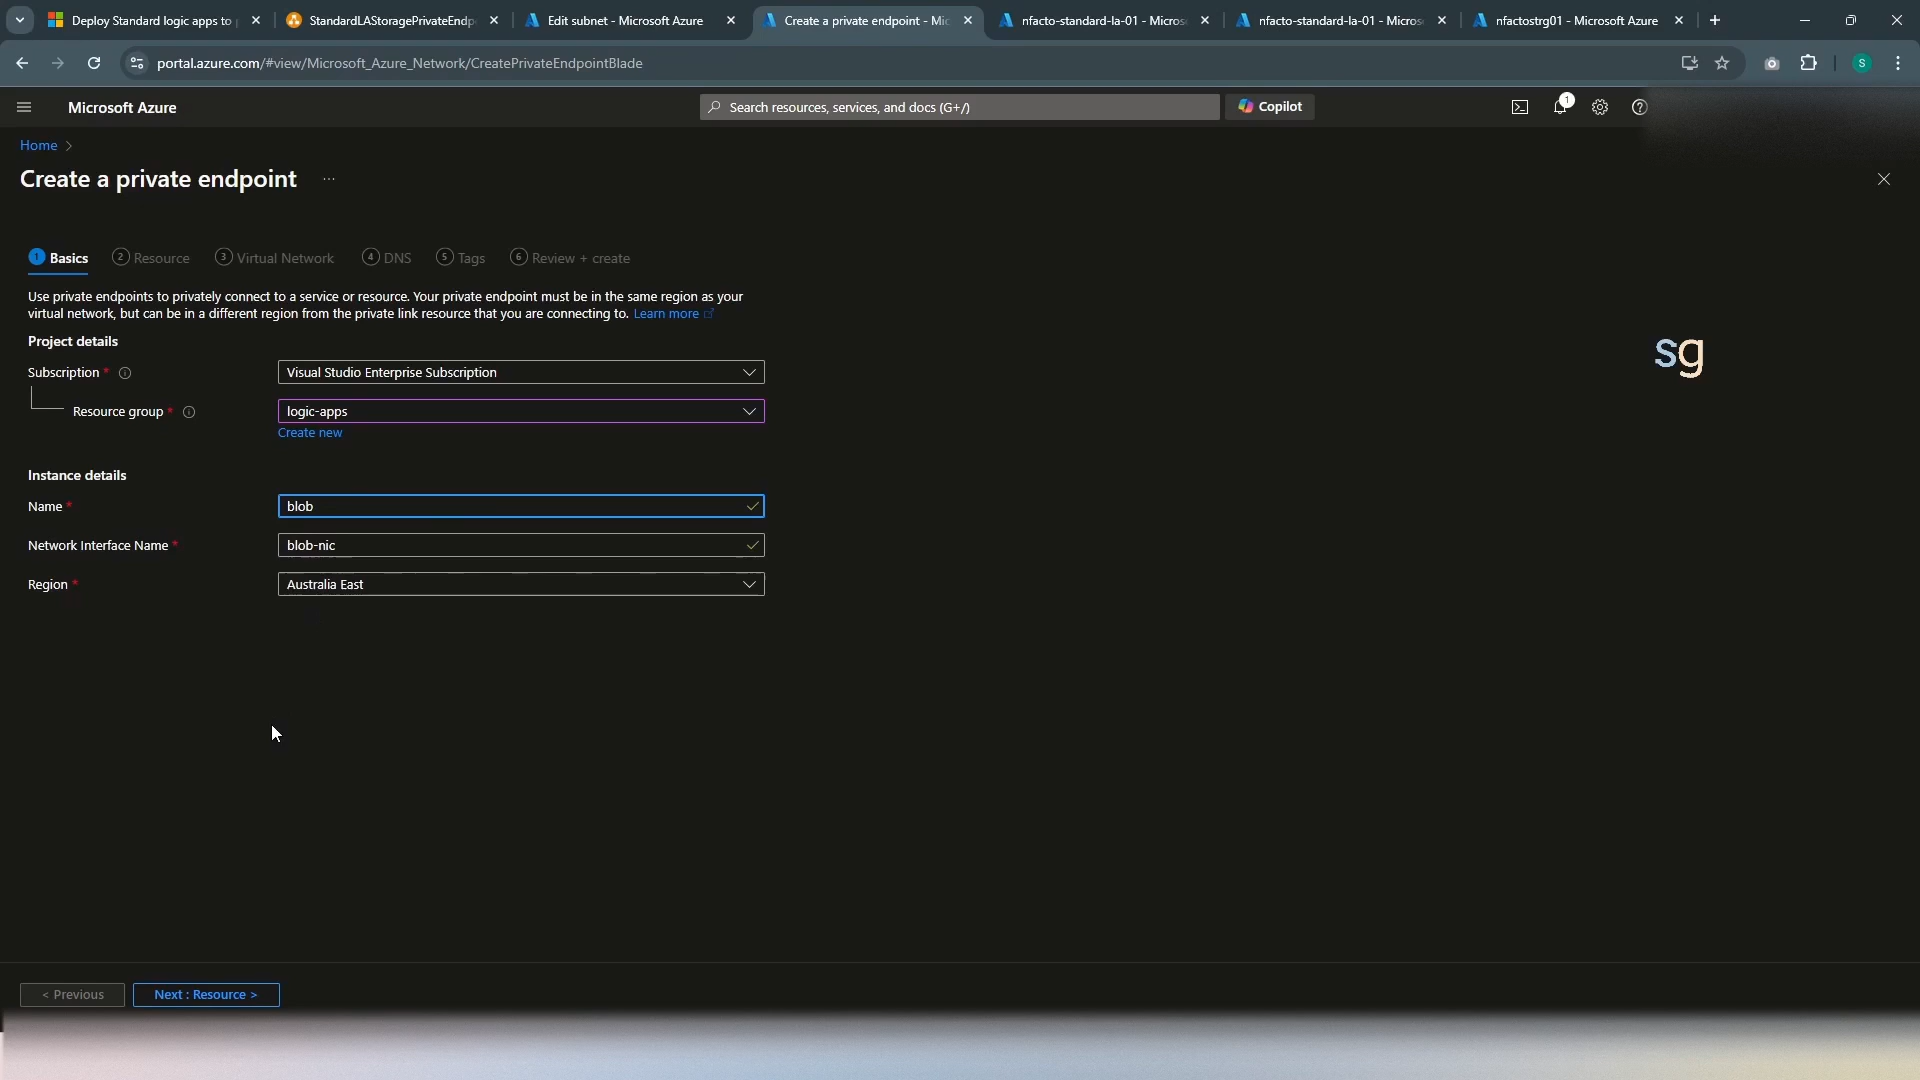 Deploy Standard logic apps to
StandardLAStoragePrivateEndp
Edit subnet - Microsoft Azure
Create a private endpoint - Mic
nfacto-standard-la-01 - Micros
nfacto-standard-la-01 - Micros
nfactostrg01 - Microsoft Azure
portal.azure.com/#view/Microsoft_Azure_Network/CreatePrivateEndpointBlade
S
Microsoft Azure
Search resources, services, and docs (G+/)
Copilot
1
Home >
Create a private endpoint ...
1 Basics
2 Resource
3 Virtual Network
4 DNS
5 Tags
6 Review + create
Use private endpoints to privately connect to a service or resource. Your private endpoint must be in the same region as your
virtual network, but can be in a different region from the private link resource that you are connecting to. Learn more
Project details
Subscription *
Visual Studio Enterprise Subscription
Resource group *
logic-apps
Create new
Instance details
Name *
blob
Network Interface Name *
blob-nic
Region *
Australia East
sg
< Previous
Next : Resource >